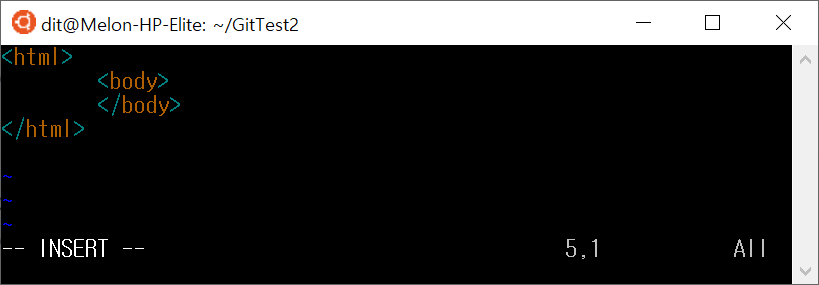 dit@Melon-HP-Elite: ~/GitTest2
<html>
        <body>
        </body>
</html>
~
~
~
-- INSERT --                                    5,1           All